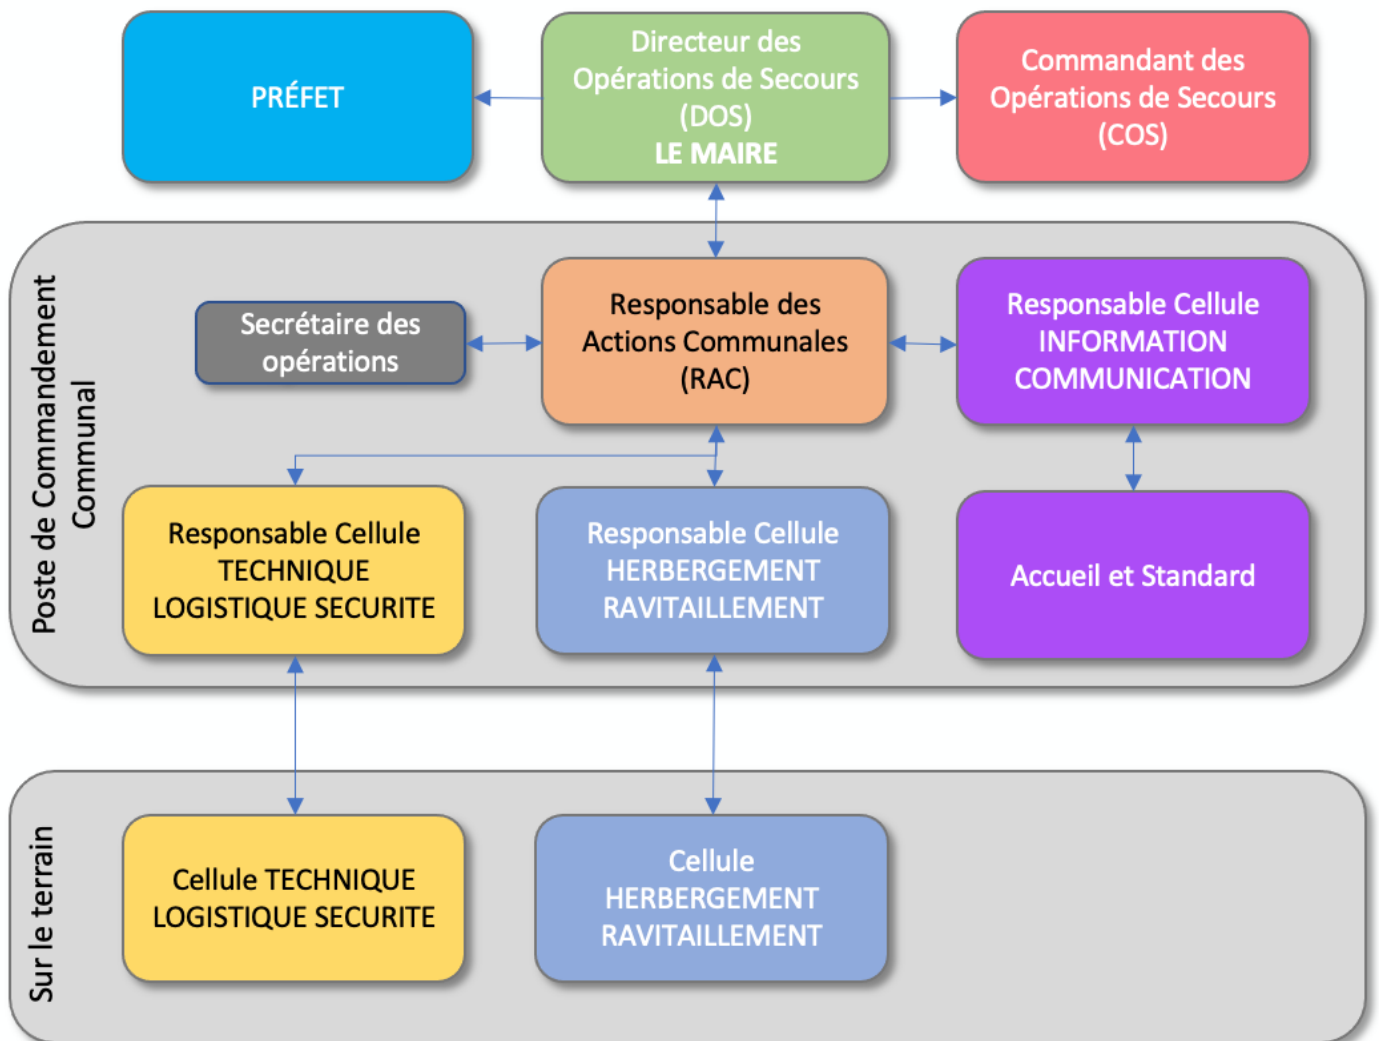 PRÉFET
Directeur des
Opérations de Secours
(DOS)
LE MAIRE
Commandant des
Opérations de Secours
(COS)
Poste de Commandement
Communal
Secrétaire des
opérations
Responsable des
Actions Communales
(RAC)
Responsable Cellule
INFORMATION
COMMUNICATION
Responsable Cellule
TECHNIQUE
LOGISTIQUE SECURITE
Responsable Cellule
HERBERGEMENT
RAVITAILLEMENT
Accueil et Standard
Sur le terrain
Cellule TECHNIQUE
LOGISTIQUE SECURITE
Cellule
HERBERGEMENT
RAVITAILLEMENT